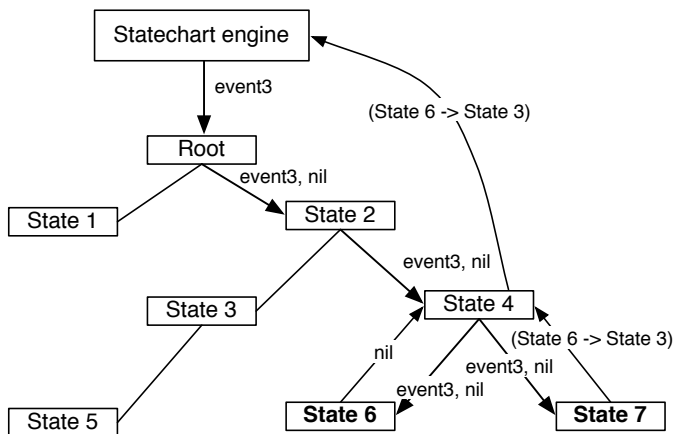 Statechart engine
event3
(State 6 -> State 3)
Root
event3, nil
State 1
State 2
event3, nil
State 3
State 4
nil
(State 6 -> State 3)
event3, nil
event3, nil
State 5
State 6
State 7